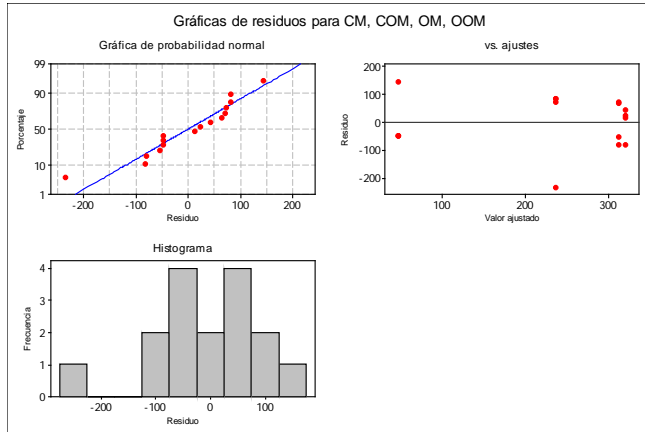 Gráficas de residuos para CM, COM, OM, OOM
Gráfica de probabilidad normal
99
90
50
10
1
Porcentaje
-200 -100 0 100 200
Residuo
vs. ajustes
200
100
0
-100
-200
Residuo
100 200 300
Valor ajustado
Histograma
4
3
2
1
0
Frecuencia
-200 -100 0 100
Residuo